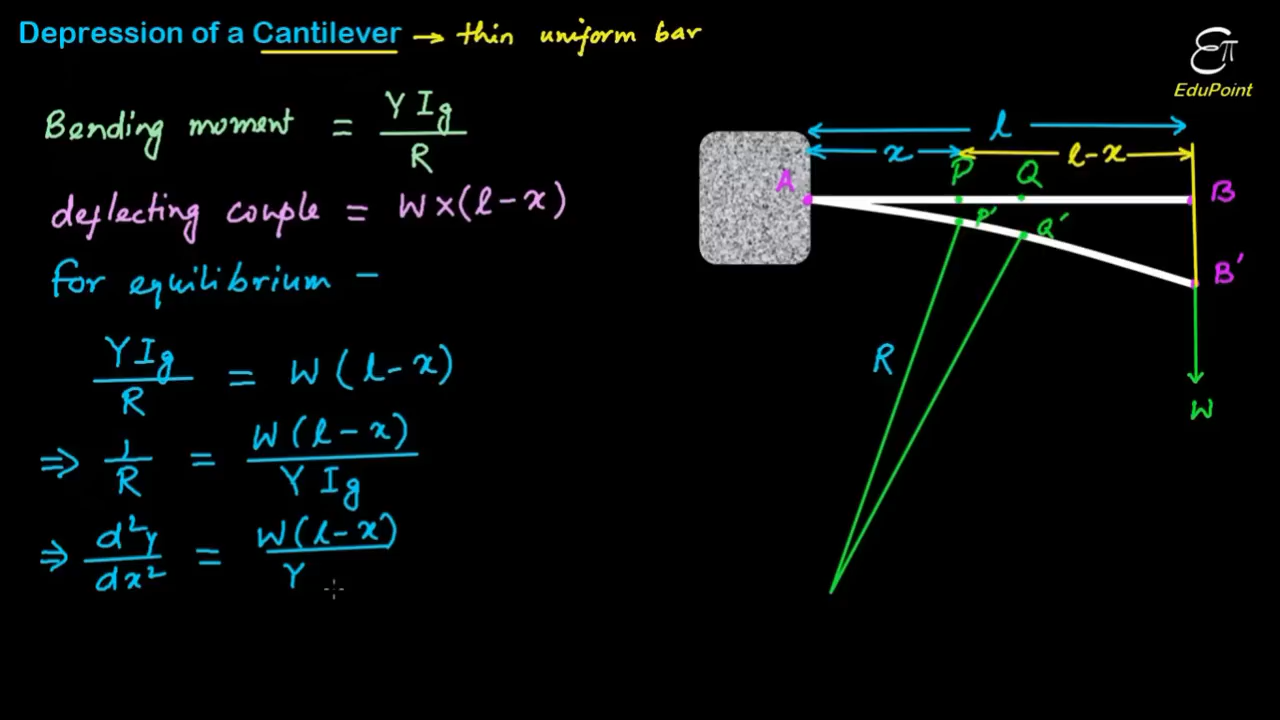 Depression of a Cantilever → thin uniform bar
Eπ
EduPoint
Bending moment = Y Ig / R
deflecting couple = W×(l-x)
for equilibrium -
Y Ig / R = W (l-x)
⇒ 1/R = W(l-x) / Y Ig
⇒ d²y/dx² = W(l-x) / Y
l
x
l-x
A
P
Q
B
P'
Q'
B'
R
W